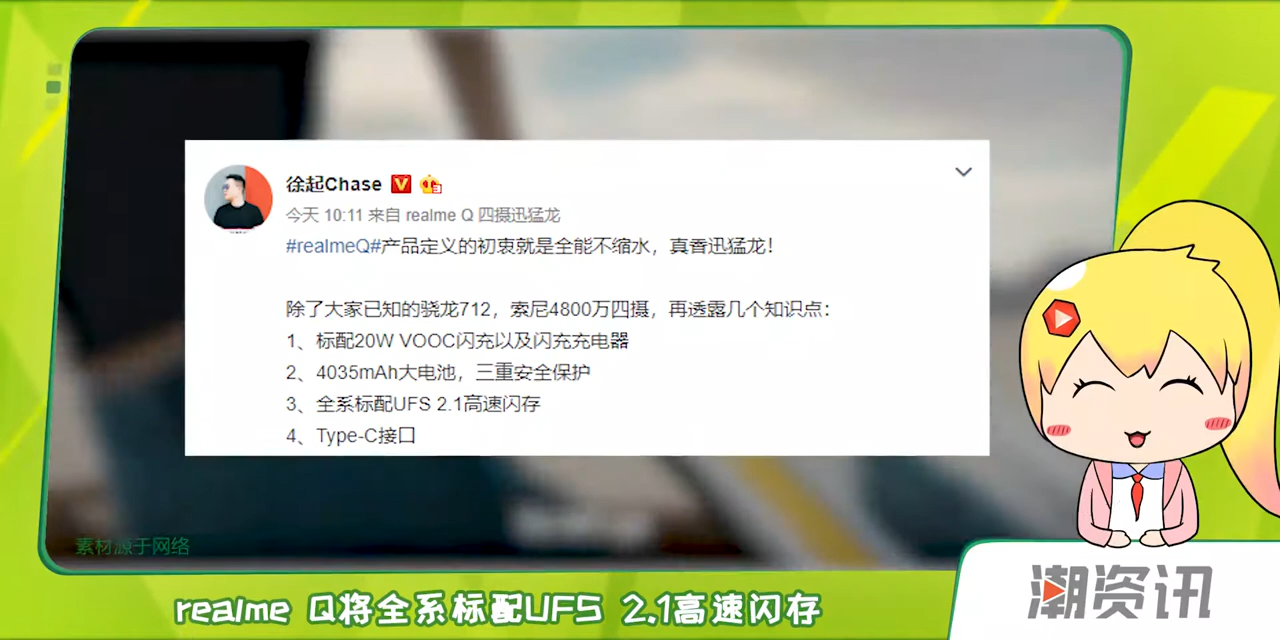 徐起Chase
今天 10:11 来自 realme Q 四摄迅猛龙
#realmeQ#产品定义的初衷就是全能不缩水，真香迅猛龙！
除了大家已知的骁龙712，索尼4800万四摄，再透露几个知识点：
1、标配20W VOOC闪充以及闪充充电器
2、4035mAh大电池，三重安全保护
3、全系标配UFS 2.1高速闪存
4、Type-C接口
素材源于网络
realme Q将全系标配UFS 2.1高速闪存
潮资讯